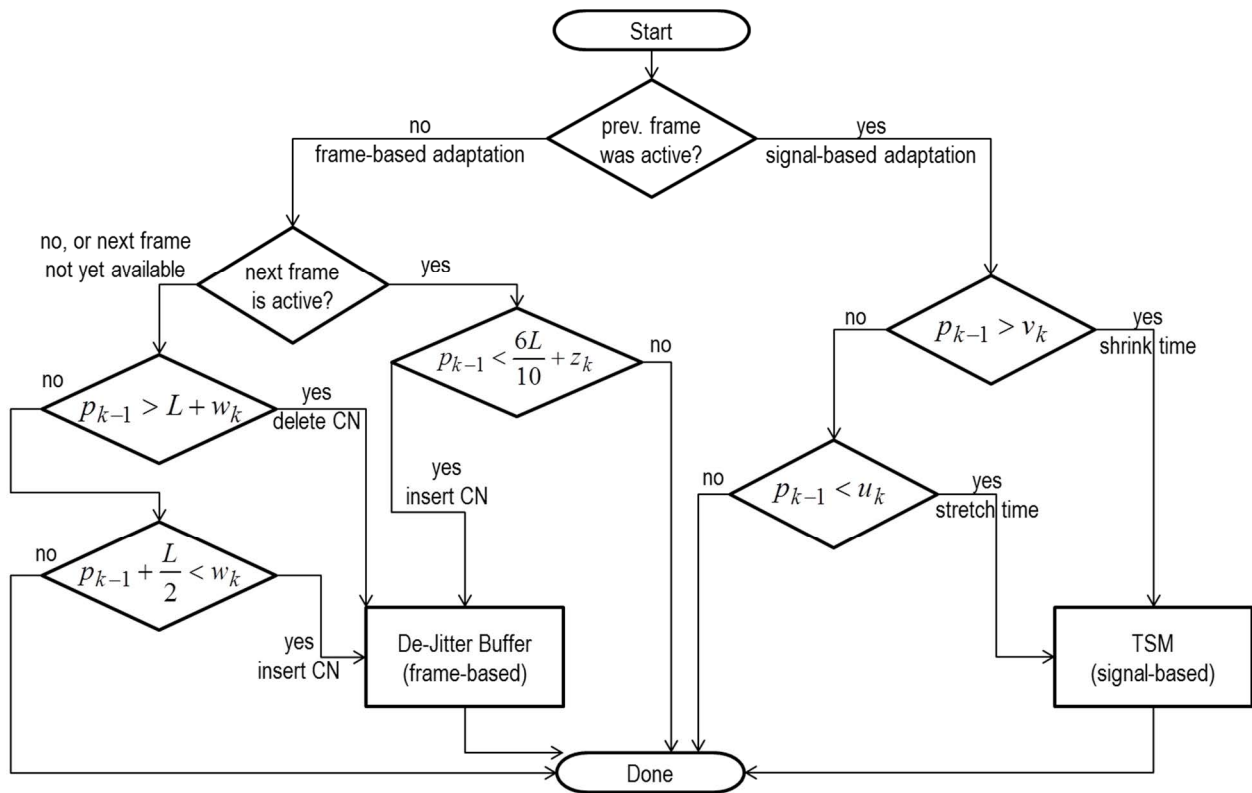 Start
prev. frame
was active?
no
frame-based adaptation
yes
signal-based adaptation
no, or next frame
not yet available
next frame
is active?
yes
p_{k-1} > v_k
no
yes
shrink time
p_{k-1} < \frac{6L}{10} + z_k
no
no
p_{k-1} > L + w_k
yes
delete CN
yes
insert CN
no
p_{k-1} < u_k
yes
stretch time
no
p_{k-1} + \frac{L}{2} < w_k
yes
insert CN
De-Jitter Buffer
(frame-based)
TSM
(signal-based)
Done